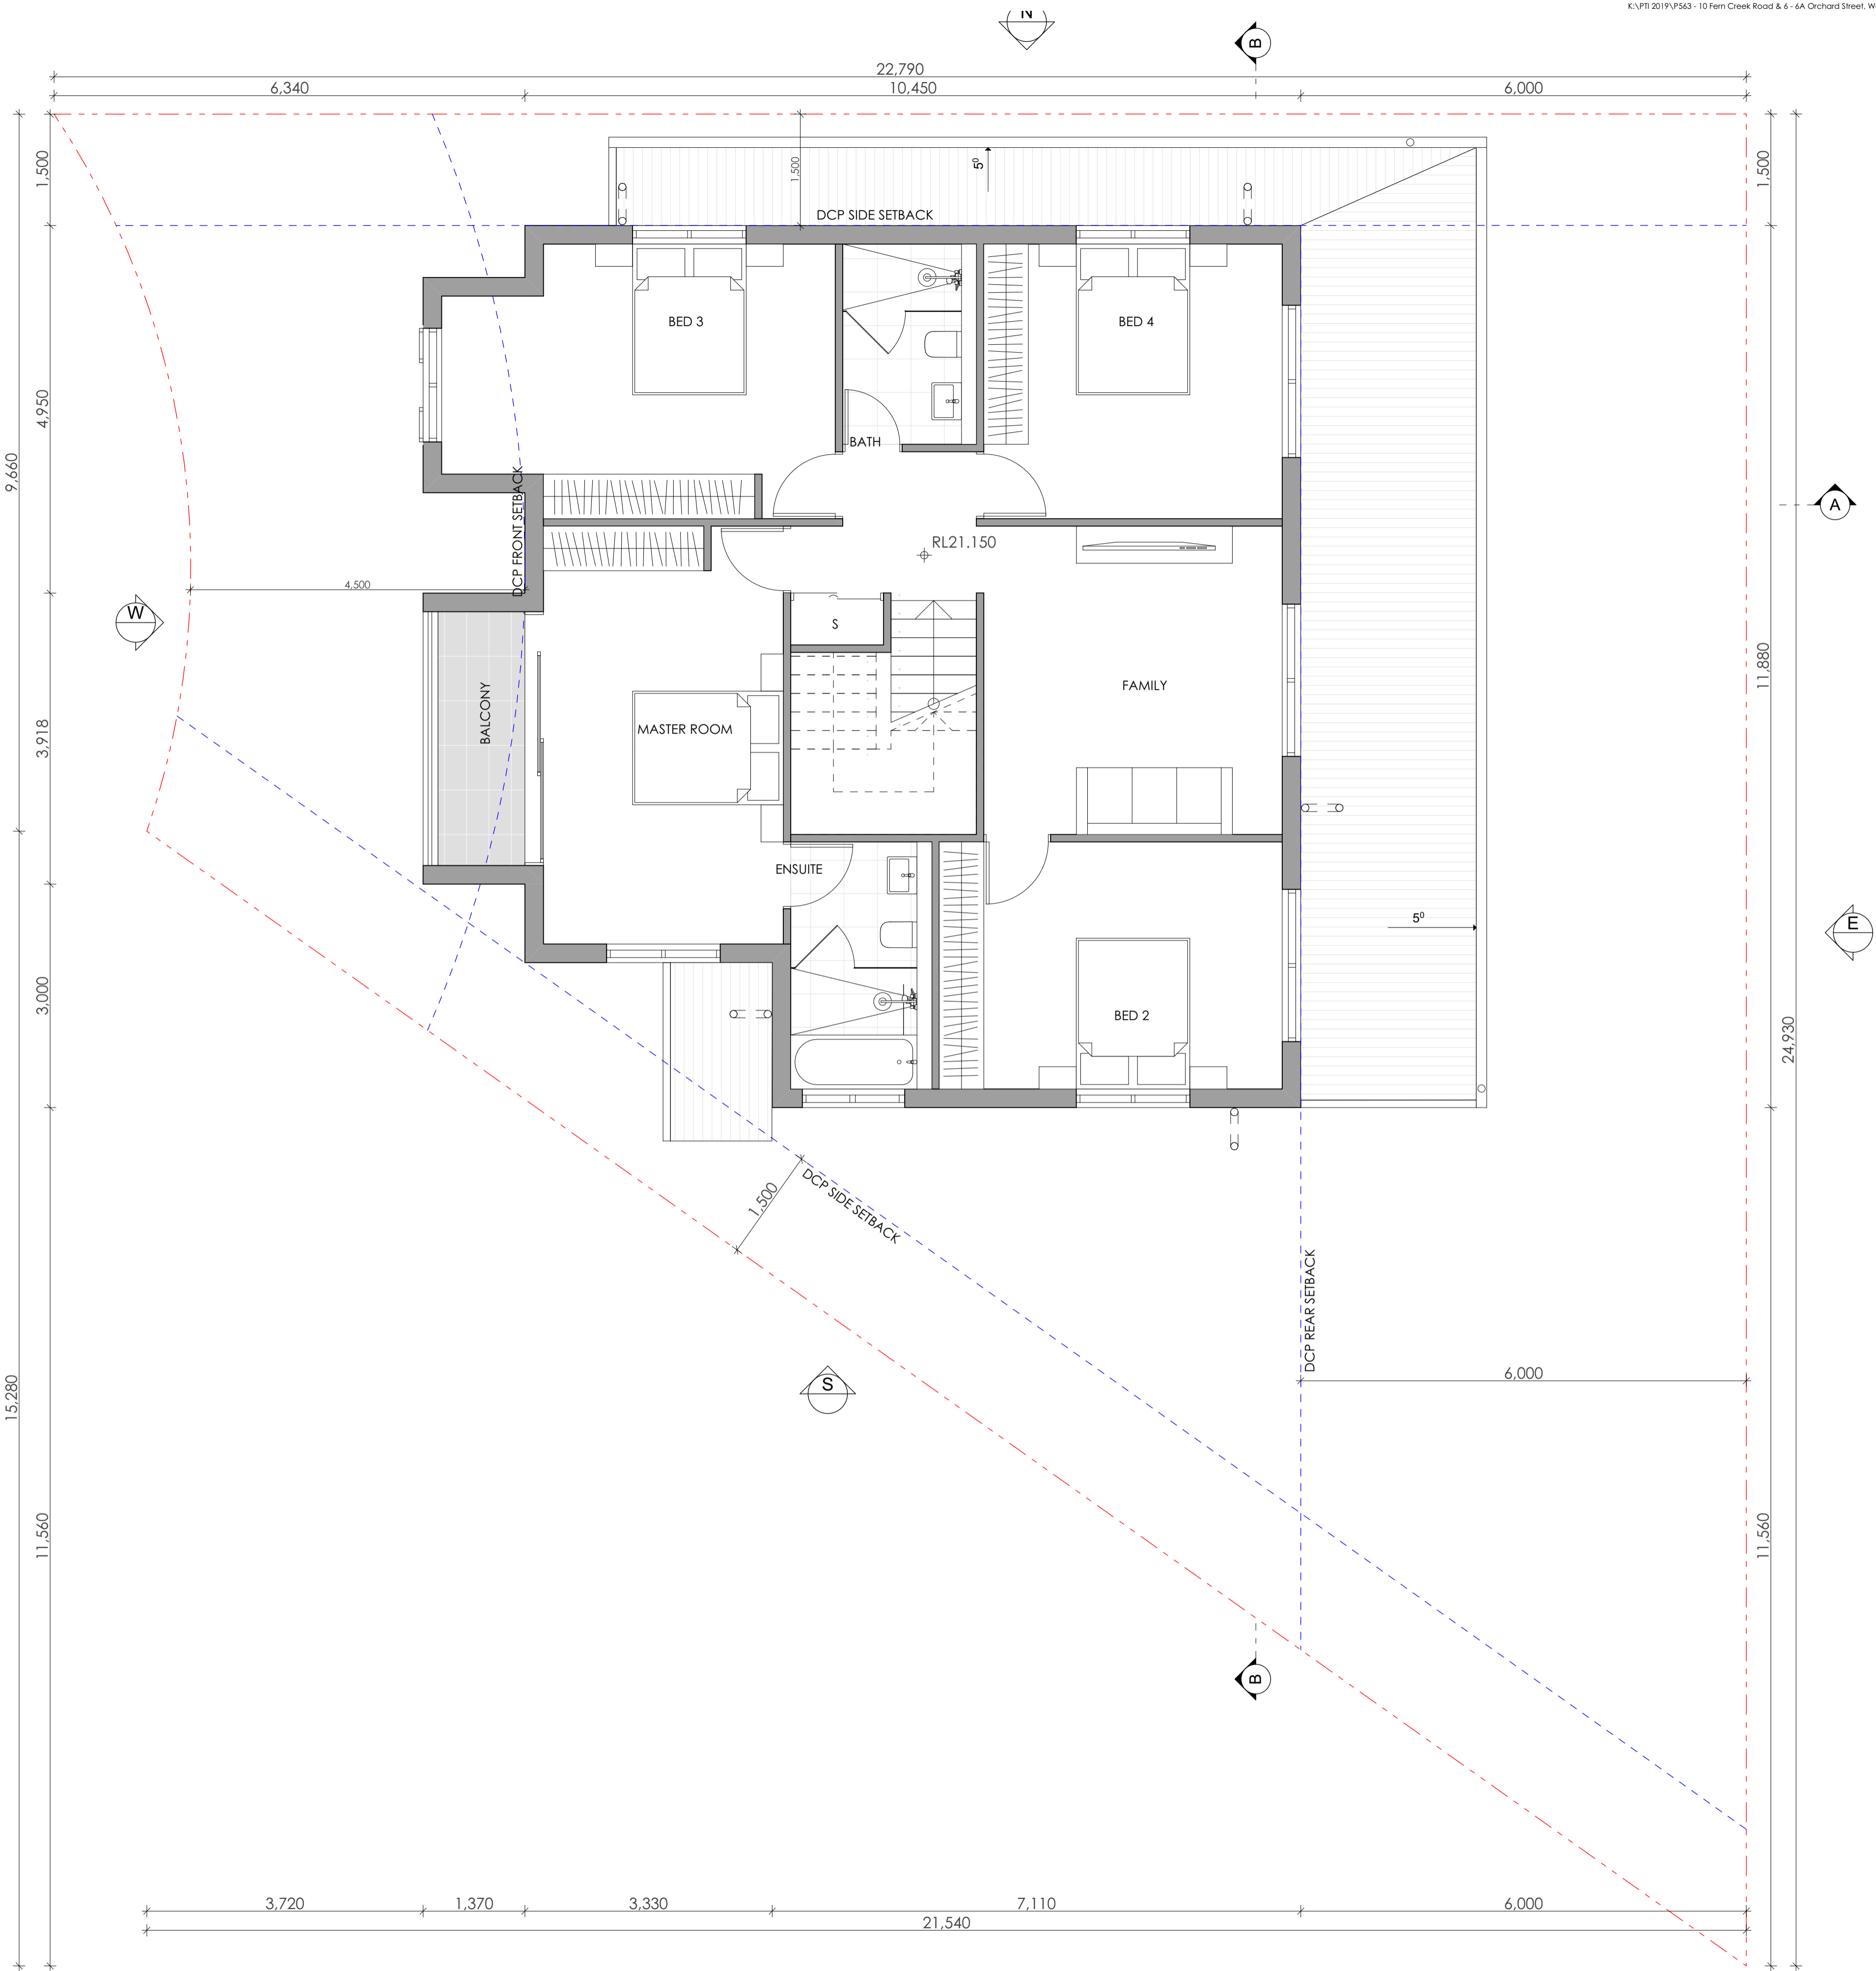 K:\PTI 2019\P563 - 10 Fern Creek Road & 6 - 6A Orchard Street, W
N
B
22,790
6,340
10,450
6,000
1,500
1,500
5⁰
1,500
DCP SIDE SETBACK
BED 3
BED 4
4,950
9,660
BATH
A
DCP FRONT SETBACK
RL21.150
4,500
W
S
11,880
FAMILY
BALCONY
MASTER ROOM
3,918
ENSUITE
5⁰
E
3,000
BED 2
24,930
1,500
DCP SIDE SETBACK
DCP REAR SETBACK
6,000
S
15,280
11,560
11,560
B
3,720
1,370
3,330
7,110
6,000
21,540